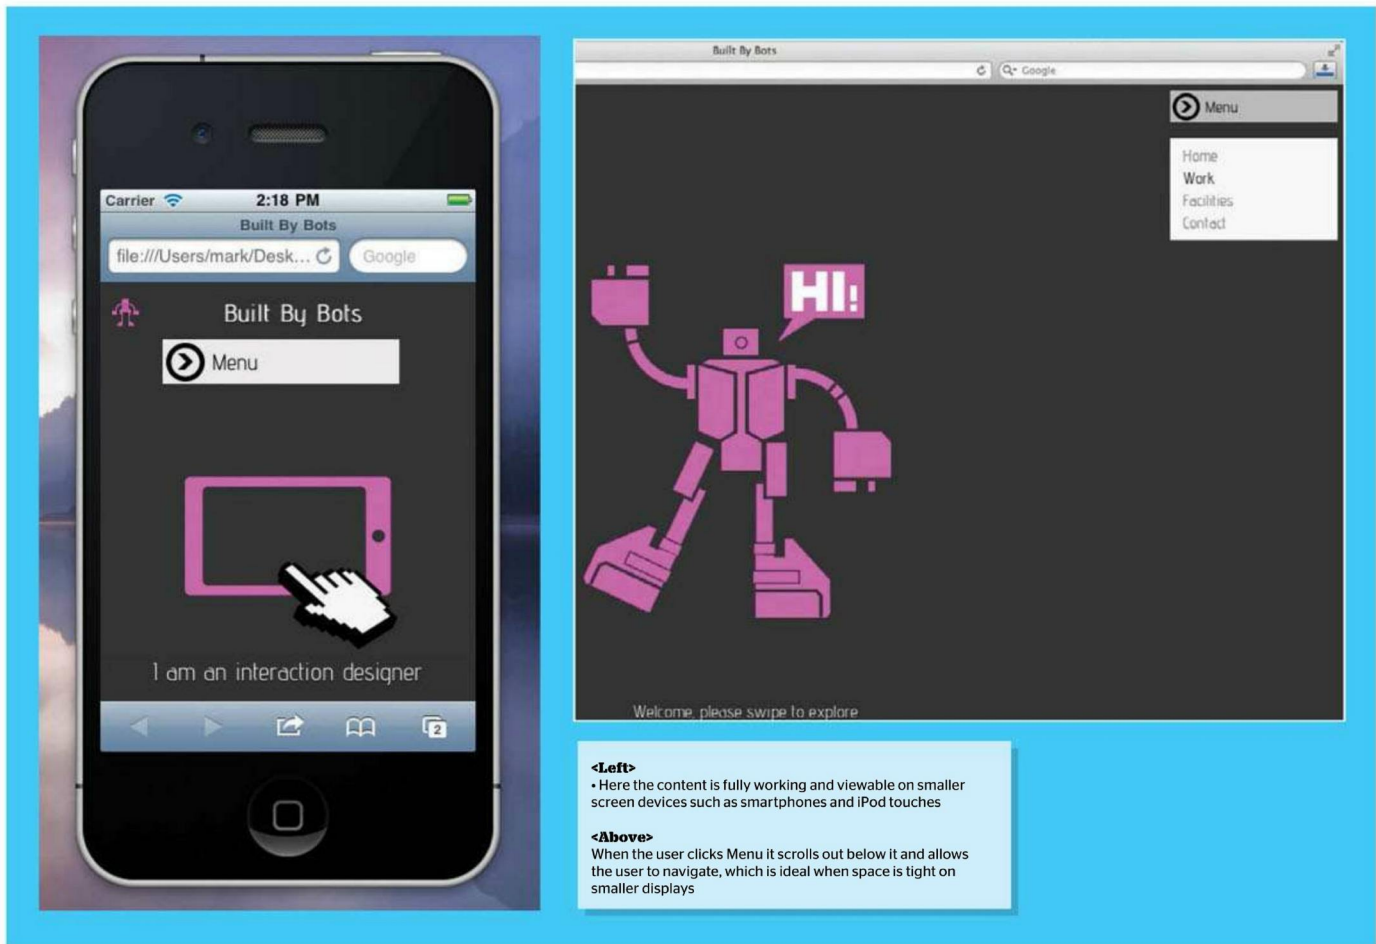 Carrier
2:18 PM
Built By Bots
file:///Users/mark/Desk...
Google
Built By Bots
Menu
I am an interaction designer
2
Built By Bots
Google
Menu
Home
Work
Facilities
Contact
HI!
Welcome, please swipe to explore
<Left>
• Here the content is fully working and viewable on smaller
screen devices such as smartphones and iPod touches
<Above>
When the user clicks Menu it scrolls out below it and allows
the user to navigate, which is ideal when space is tight on
smaller displays